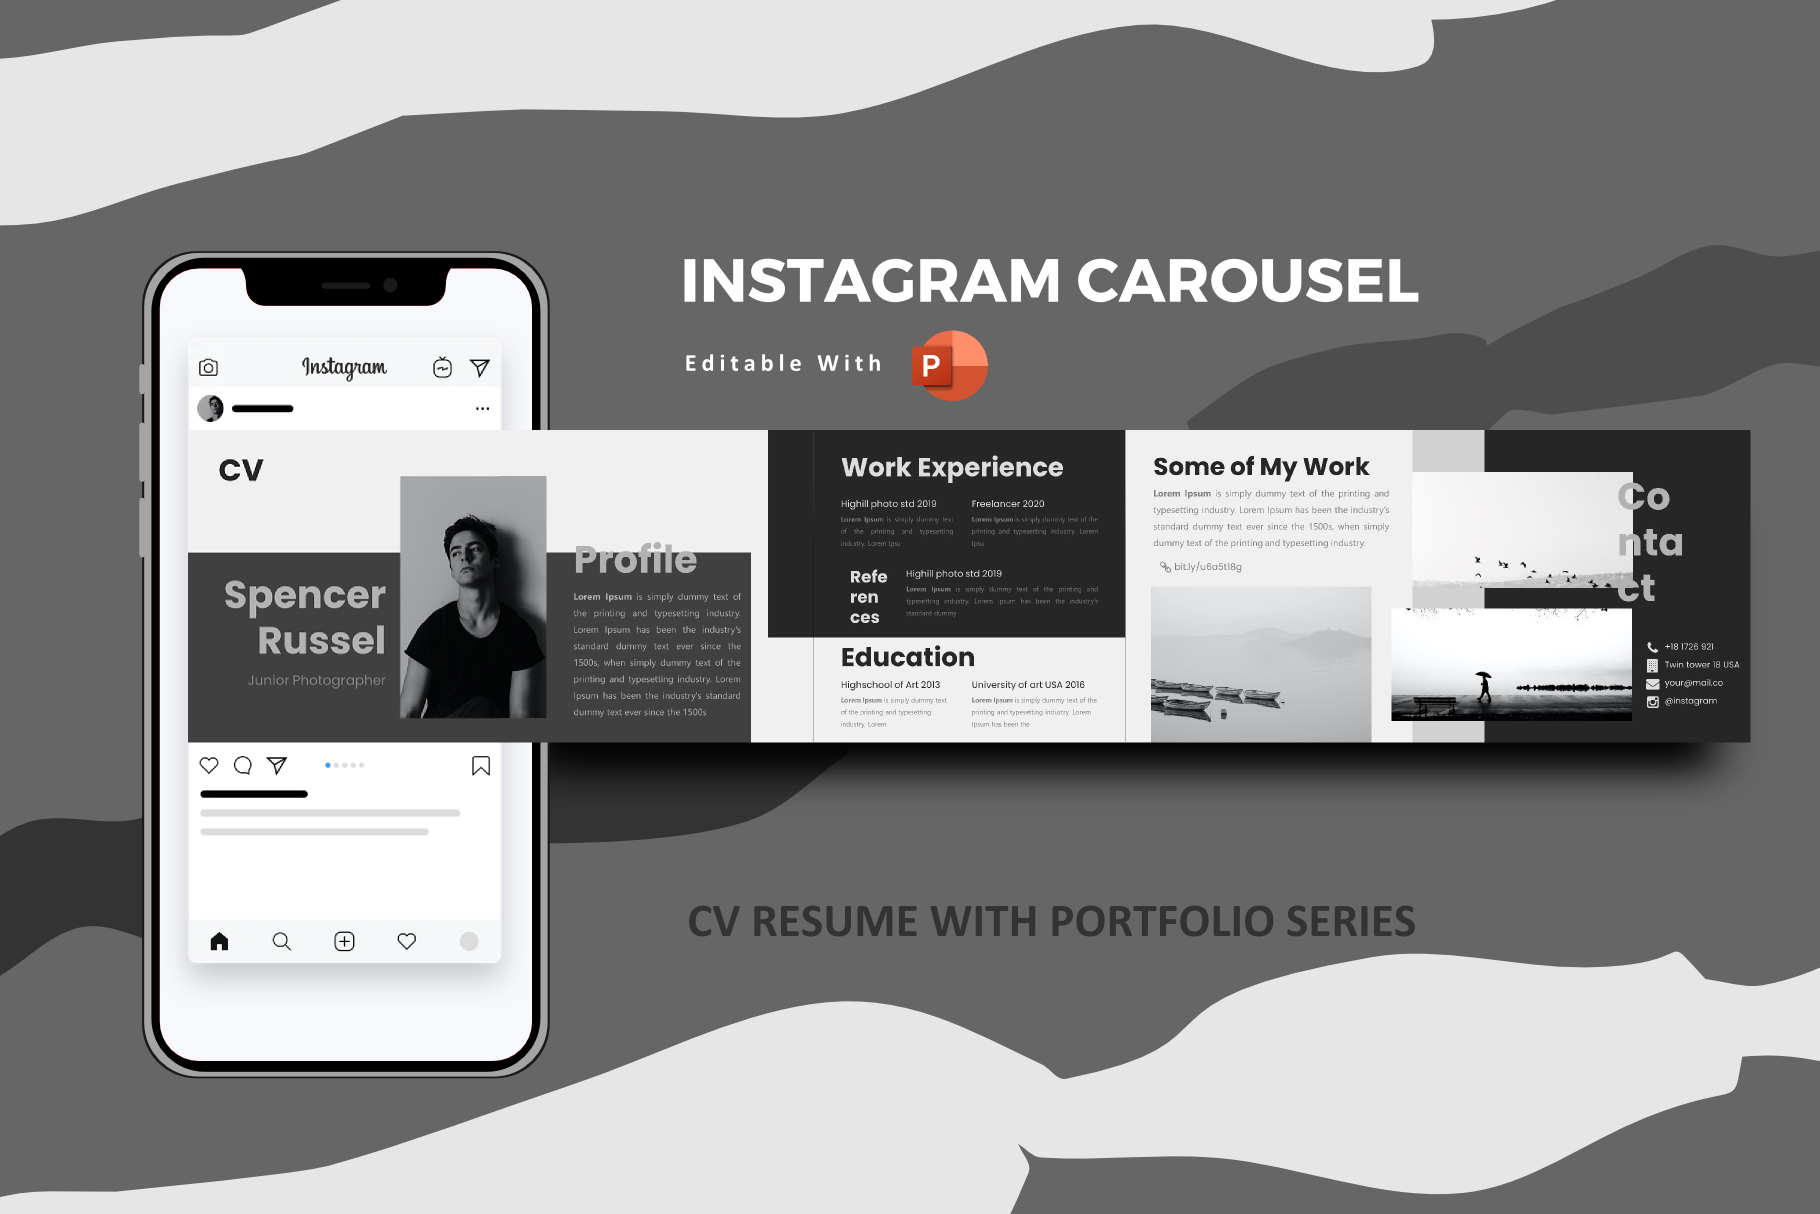 INSTAGRAM CAROUSEL
Editable With
P
Instagram
CV
Spencer
Russel
Junior Photographer
Profile
Lorem Ipsum is simply dummy text of
the printing and typesetting industry.
Lorem Ipsum has been the industry's
standard dummy text ever since the
1500s, when simply dummy text of the
printing and typesetting industry. Lorem
Ipsum has been the industry's standard
dummy text ever since the 1500s
Work Experience
Highill photo std 2019
Lorem Ipsum is simply dummy text
of the printing and typesetting
industry. Lorem Ipsu
Freelancer 2020
Lorem Ipsum is simply dummy text of the
printing and typesetting industry. Lorem
Ipsu
Refe
ren
ces
Highill photo std 2019
Lorem Ipsum is simply dummy text of the printing and
typesetting industry. Lorem Ipsum has been the industry's
standard dummy
Education
Highschool of Art 2013
Lorem Ipsum is simply dummy text
of the printing and typesetting
industry. Lorem
University of art USA 2016
Lorem Ipsum is simply dummy text of the
printing and typesetting industry. Lorem
Ipsum has been the
Some of My Work
Lorem Ipsum is simply dummy text of the printing and
typesetting industry. Lorem Ipsum has been the industry's
standard dummy text ever since the 1500s, when simply
dummy text of the printing and typesetting industry.
bit.ly/u6a5t18g
Co
nta
ct
+18 1726 921
Twin tower 18 USA
your@mail.co
@instagram
CV RESUME WITH PORTFOLIO SERIES